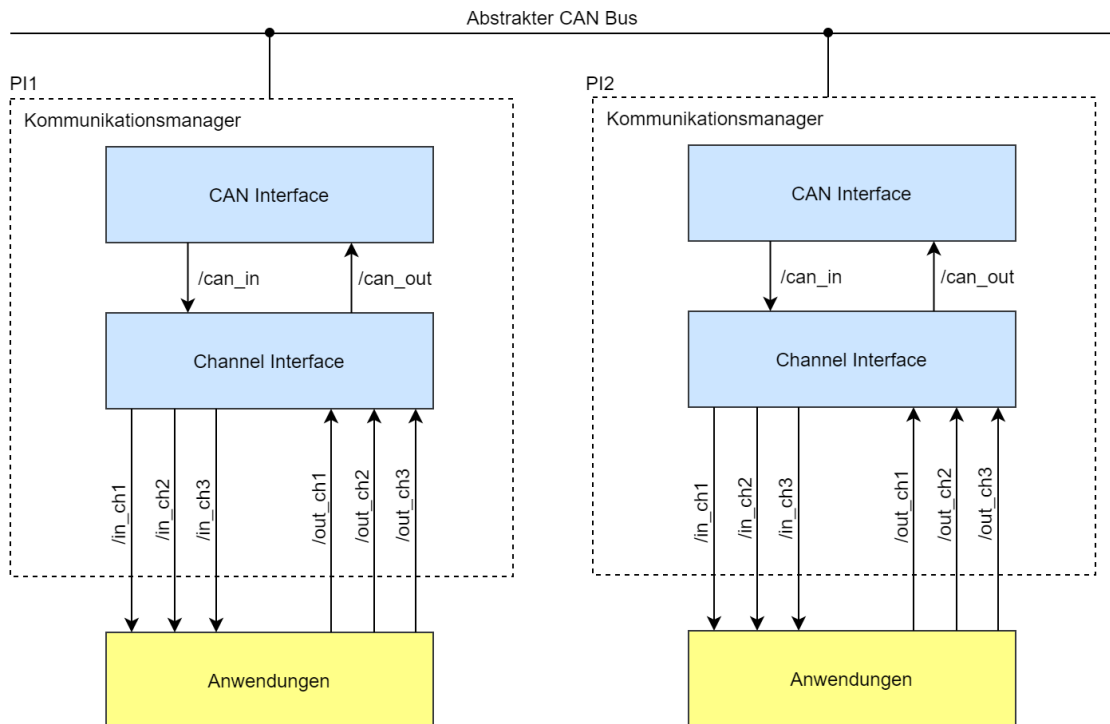 Abstrakter CAN Bus
PI1
Kommunikationsmanager
CAN Interface
/can_in
/can_out
Channel Interface
/in_ch1
/in_ch2
/in_ch3
/out_ch1
/out_ch2
/out_ch3
Anwendungen
PI2
Kommunikationsmanager
CAN Interface
/can_in
/can_out
Channel Interface
/in_ch1
/in_ch2
/in_ch3
/out_ch1
/out_ch2
/out_ch3
Anwendungen